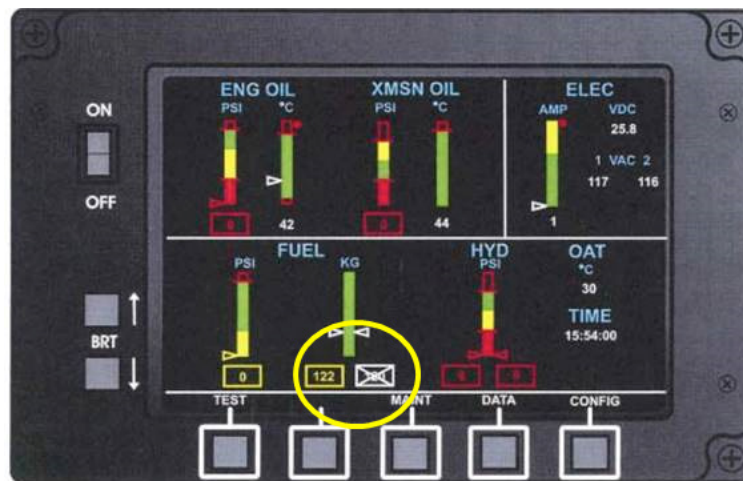 ENG OIL XMSN OIL ELEC
PSI °C PSI °C AMP VDC
25.8
ON
1 VAC 2
117 116
OFF
0 42 0 44 1
FUEL HYD OAT
PSI KG PSI °C
30
TIME
15:54:00
BRT
0 122 0 0
TEST MAINT DATA CONFIG